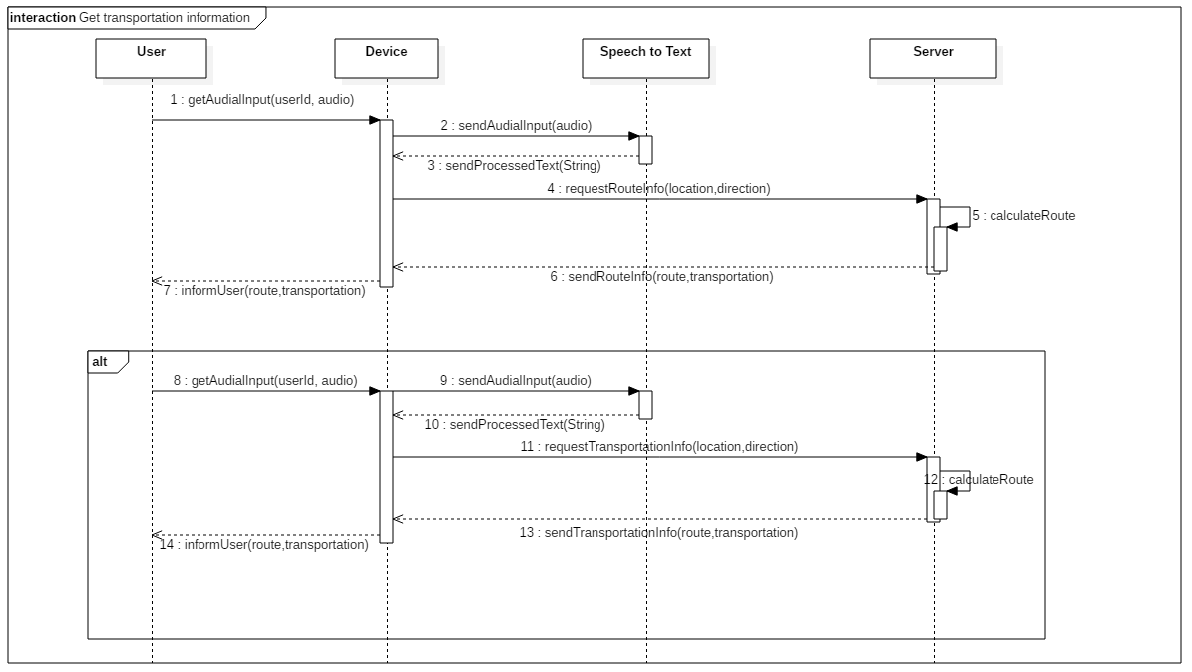 interaction Get transportation information
User
Device
Speech to Text
Server
1 : getAudialInput(userId, audio)
2 : sendAudialInput(audio)
3 : sendProcessedText(String)
4 : requestRouteInfo(location,direction)
5 : calculateRoute
6 : sendRouteInfo(route,transportation)
7 : informUser(route,transportation)
alt
8 : getAudialInput(userId, audio)
9 : sendAudialInput(audio)
10 : sendProcessedText(String)
11 : requestTransportationInfo(location,direction)
12 : calculateRoute
13 : sendTransportationInfo(route,transportation)
14 : informUser(route,transportation)